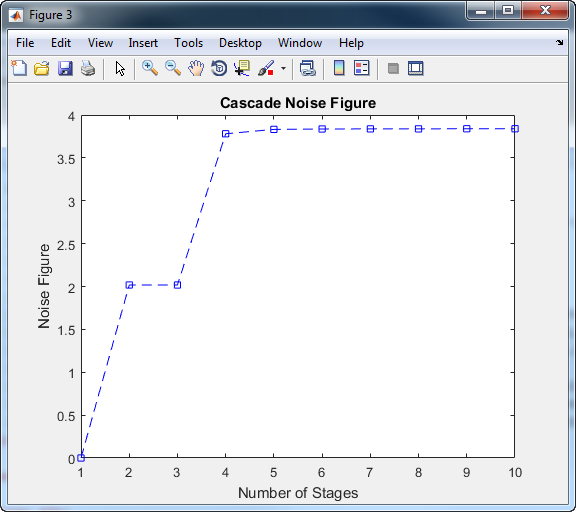 Figure 3
File Edit View Insert Tools Desktop Window Help
Cascade Noise Figure
4
3.5
3
2.5
2
1.5
1
0.5
0
Noise Figure
1 2 3 4 5 6 7 8 9 10
Number of Stages